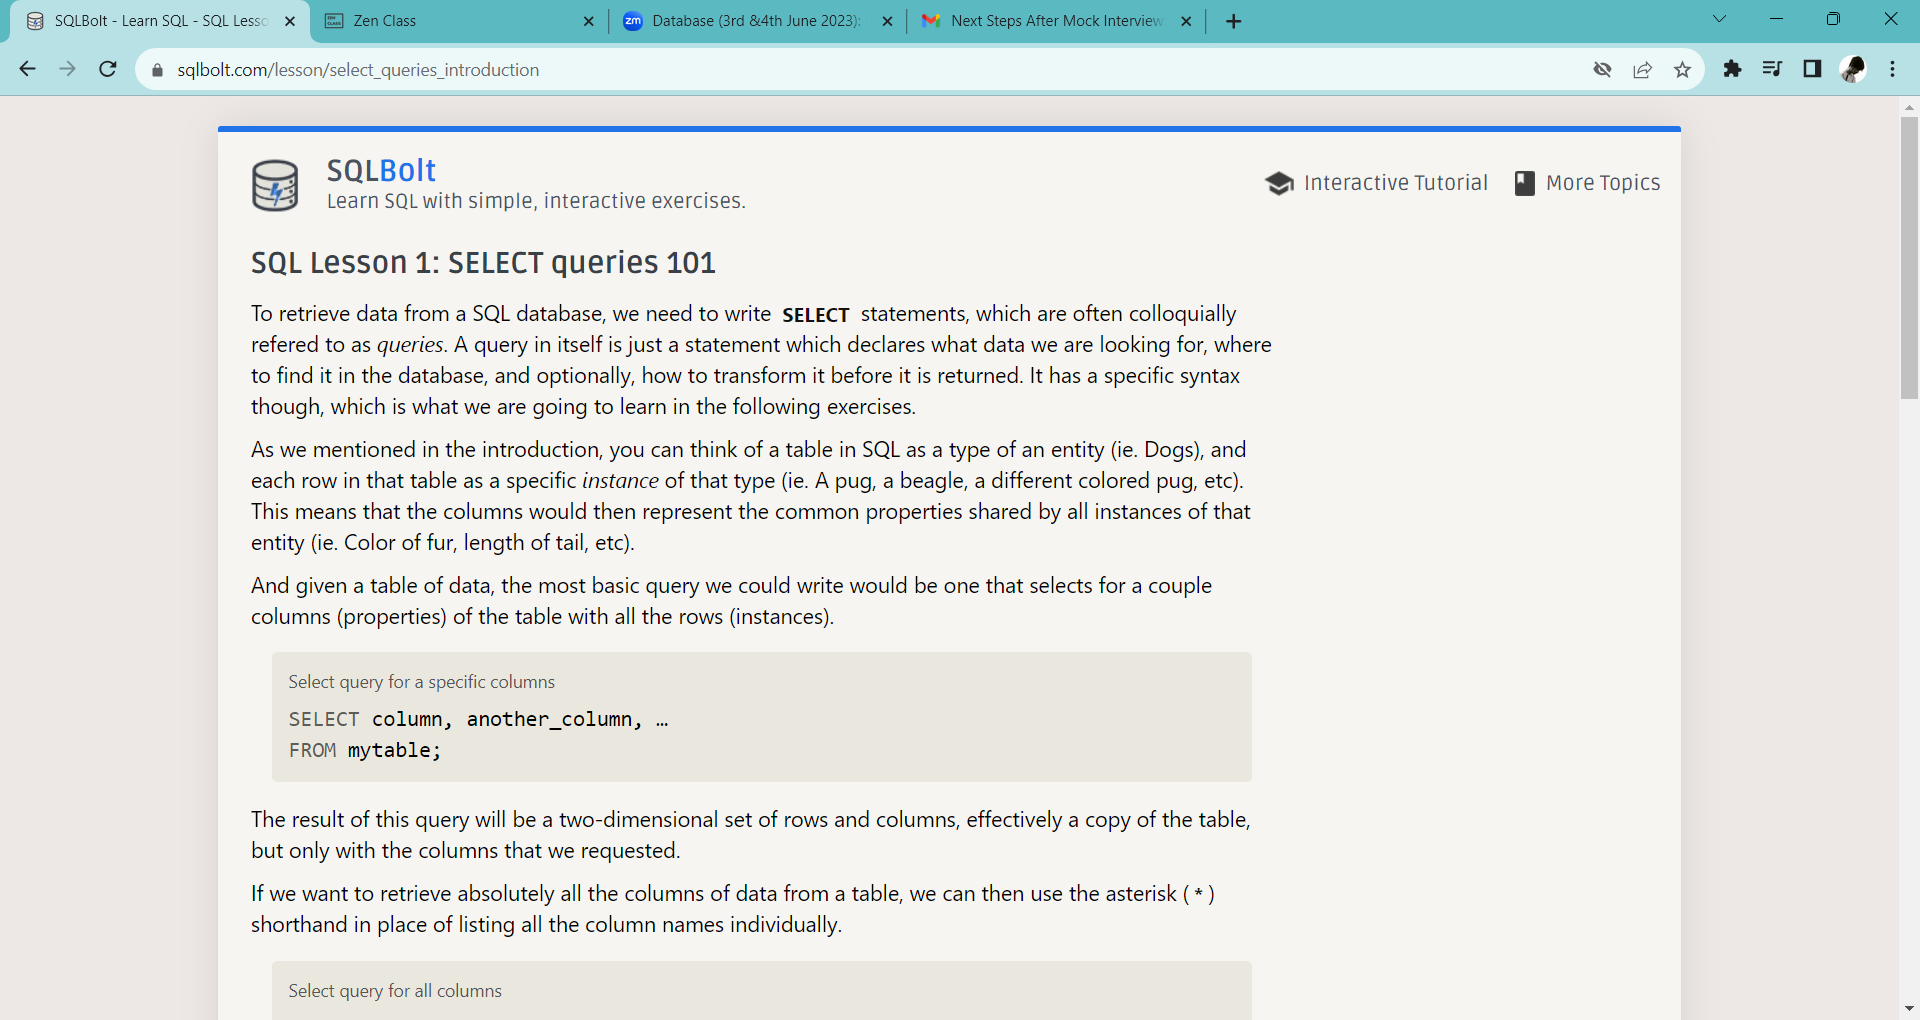 SQLBolt - Learn SQL - SQL Lesso
Zen Class
Database (3rd &4th June 2023):
Next Steps After Mock Interview
sqlbolt.com/lesson/select_queries_introduction
SQLBolt
Learn SQL with simple, interactive exercises.
Interactive Tutorial
More Topics
SQL Lesson 1: SELECT queries 101
To retrieve data from a SQL database, we need to write SELECT statements, which are often colloquially
refered to as queries. A query in itself is just a statement which declares what data we are looking for, where
to find it in the database, and optionally, how to transform it before it is returned. It has a specific syntax
though, which is what we are going to learn in the following exercises.
As we mentioned in the introduction, you can think of a table in SQL as a type of an entity (ie. Dogs), and
each row in that table as a specific instance of that type (ie. A pug, a beagle, a different colored pug, etc).
This means that the columns would then represent the common properties shared by all instances of that
entity (ie. Color of fur, length of tail, etc).
And given a table of data, the most basic query we could write would be one that selects for a couple
columns (properties) of the table with all the rows (instances).
Select query for a specific columns
SELECT column, another_column, …
FROM mytable;
The result of this query will be a two-dimensional set of rows and columns, effectively a copy of the table,
but only with the columns that we requested.
If we want to retrieve absolutely all the columns of data from a table, we can then use the asterisk (*)
shorthand in place of listing all the column names individually.
Select query for all columns